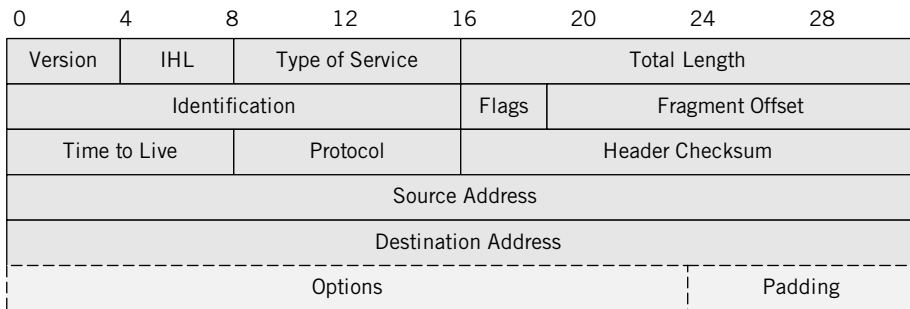 0 4 8 12 16 20 24 28
Version IHL Type of Service Total Length
Identification Flags Fragment Offset
Time to Live Protocol Header Checksum
Source Address
Destination Address
Options Padding